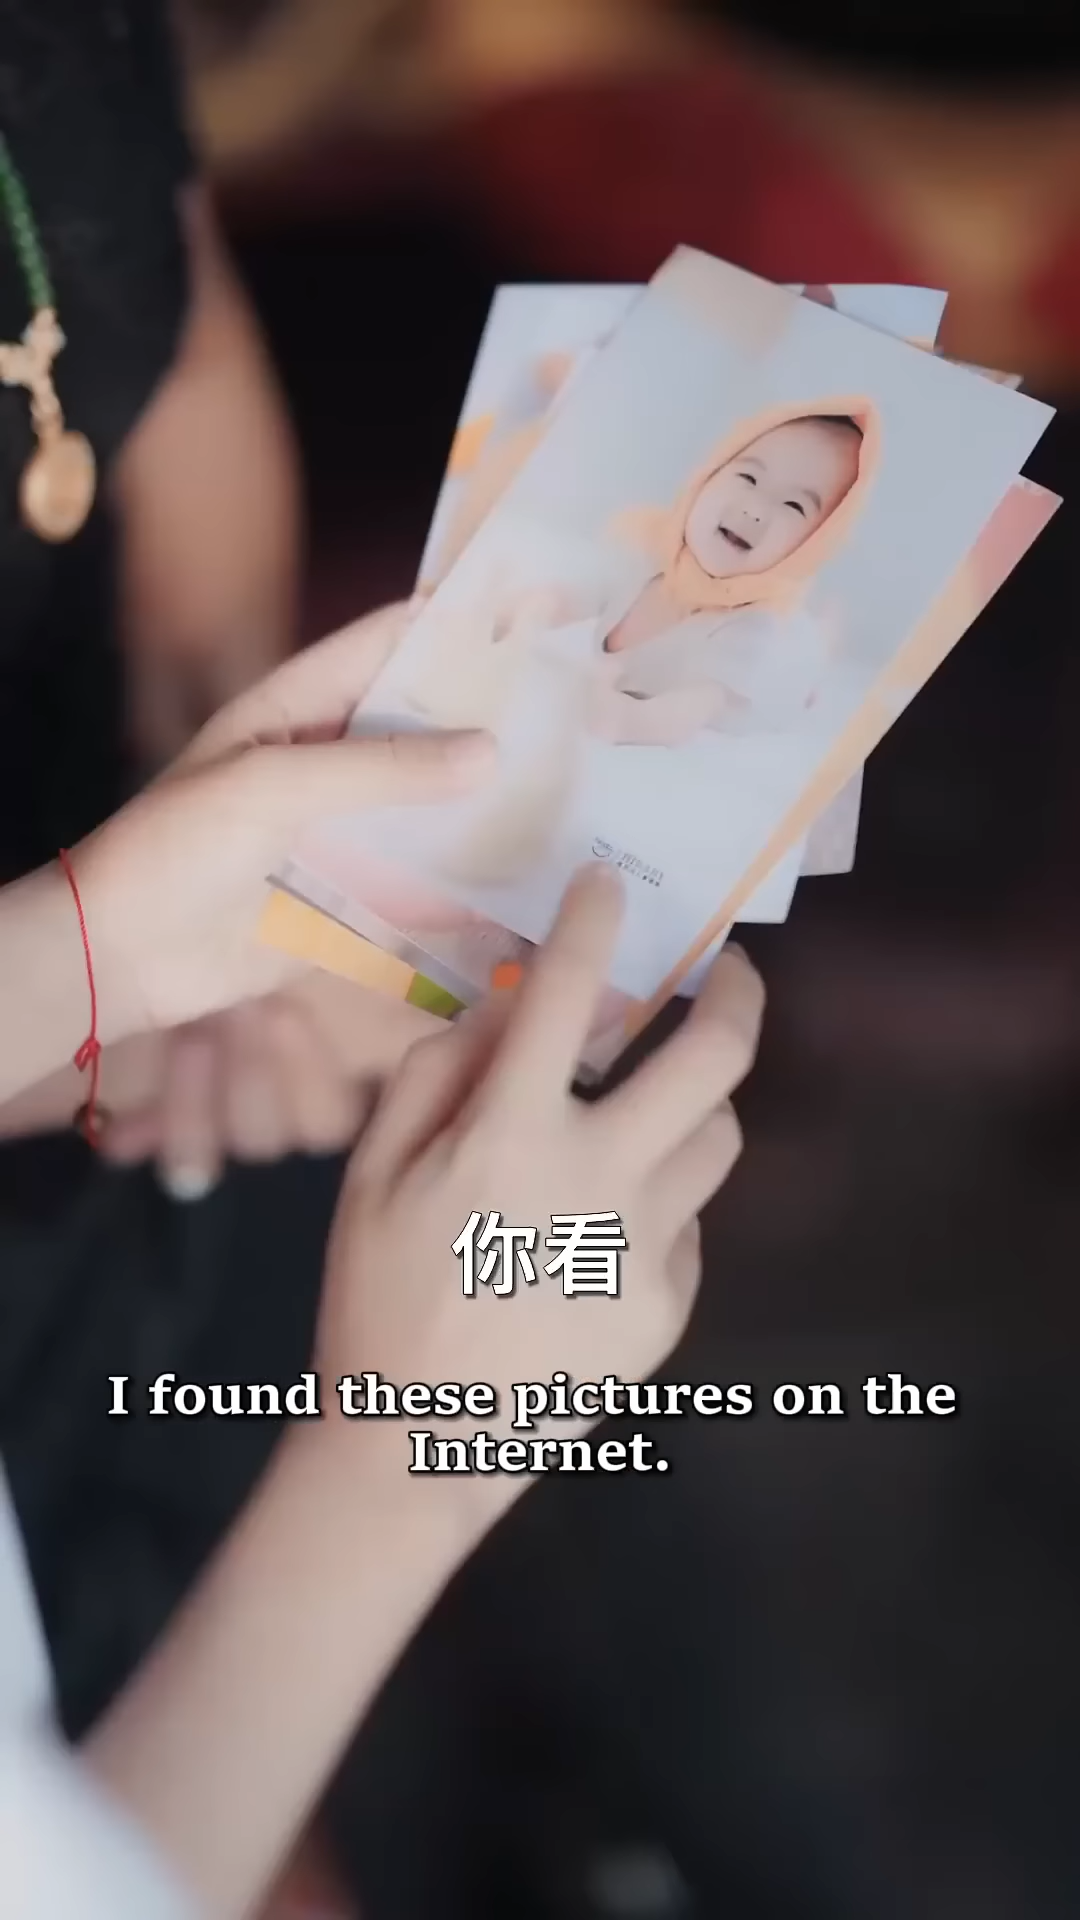 你看
I found these pictures on the
Internet.